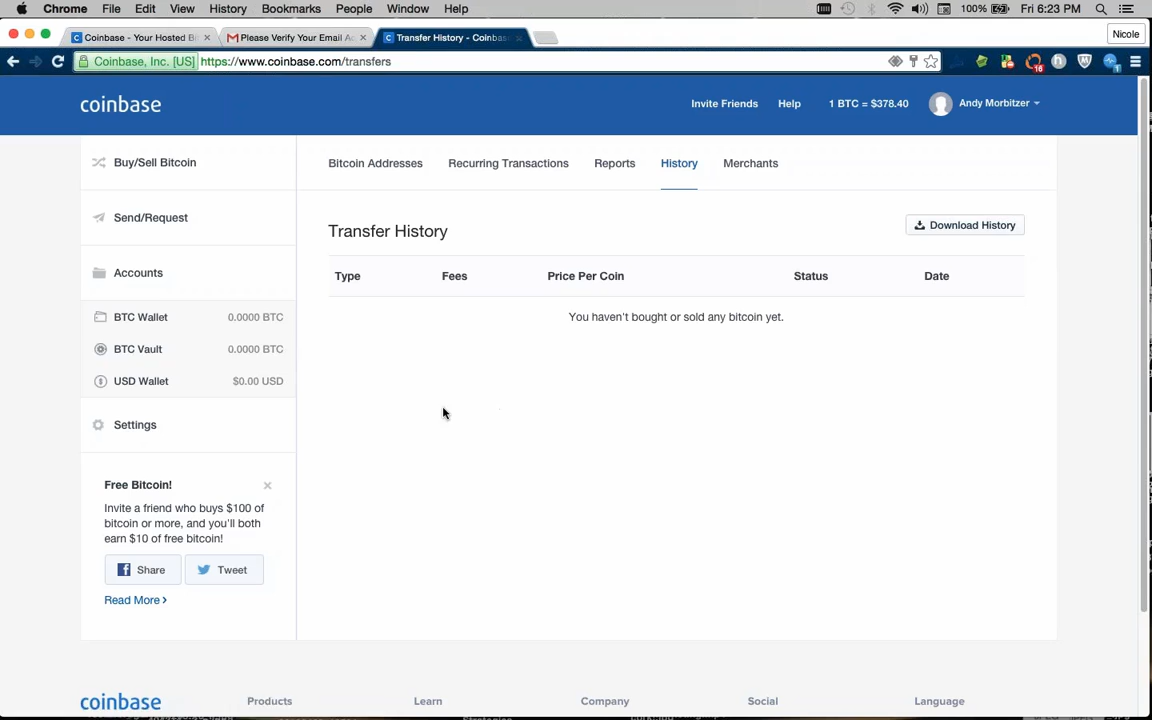 Chrome File Edit View History Bookmarks People Window Help 100% Fri 6:23 PM
Coinbase - Your Hosted Bi Please Verify Your Email Ad Transfer History - Coinbas Nicole
Coinbase, Inc. [US] https://www.coinbase.com/transfers 16 1
coinbase Invite Friends Help 1 BTC = $378.40 Andy Morbitzer
Buy/Sell Bitcoin
Bitcoin Addresses Recurring Transactions Reports History Merchants
Send/Request
Transfer History Download History
Accounts
Type Fees Price Per Coin Status Date
BTC Wallet 0.0000 BTC
You haven't bought or sold any bitcoin yet.
BTC Vault 0.0000 BTC
USD Wallet $0.00 USD
Settings
Free Bitcoin!
Invite a friend who buys $100 of
bitcoin or more, and you'll both
earn $10 of free bitcoin!
Share Tweet
Read More
coinbase Products Learn Company Social Language